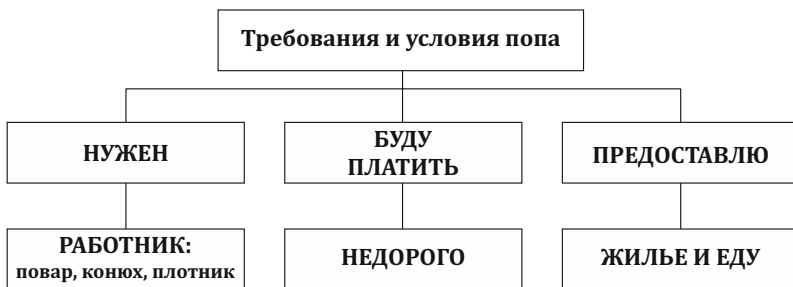 Требования и условия попа
НУЖЕН
БУДУ
ПЛАТИТЬ
ПРЕДОСТАВЛЮ
РАБОТНИК:
повар, конюх, плотник
НЕДОРОГО
ЖИЛЬЕ И ЕДУ